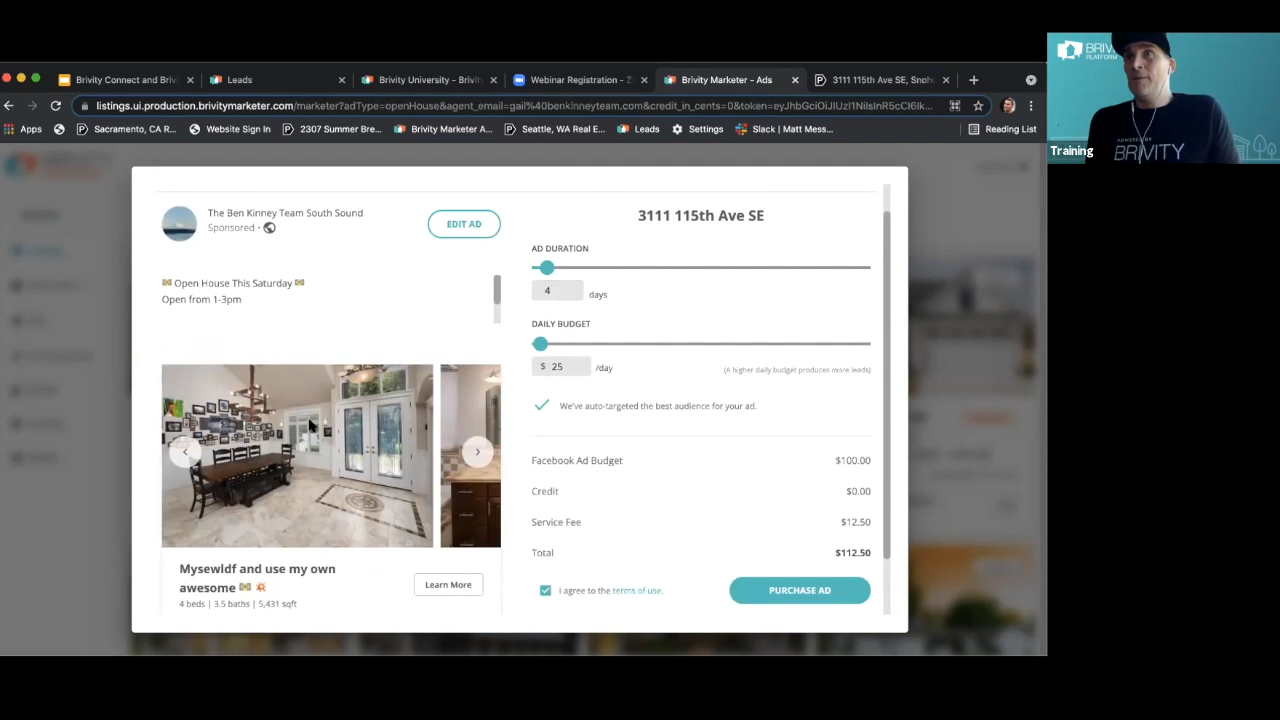 Brivity Connect and Brivity
Leads
Brivity University - Brivity
Webinar Registration - Z
Brivity Marketer - Ads
3111 115th Ave SE, Snoh
listings.ui.production.brivitymarketer.com/marketer?adType=openHouse&agent_email=gail%40benkinneyteam.com&credit_in_cents=0&token=
Apps
Sacramento, CA R...
Website Sign In
2307 Summer Bre...
Brivity Marketer A...
Seattle, WA Real E...
Leads
Settings
Slack | Matt Mess...
Reading List
BRIV
PLATFORM
POWERED BY
BRIVITY
Training
The Ben Kinney Team South Sound
Sponsored •
EDIT AD
Open House This Saturday
Open from 1-3pm
Mysewldf and use my own
awesome
4 beds | 3.5 baths | 5,431 sqft
Learn More
3111 115th Ave SE
AD DURATION
4 days
DAILY BUDGET
$ 25 /day
(A higher daily budget produces more leads)
We've auto-targeted the best audience for your ad.
Facebook Ad Budget $100.00
Credit $0.00
Service Fee $12.50
Total $112.50
I agree to the terms of use.
PURCHASE AD